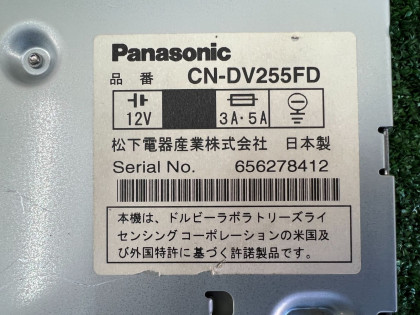 Panasonic
品番 CN-DV255FD
12V 3A・5A
松下電器産業株式会社 日本製
Serial No. 656278412
本機は、ドルビーラボラトリーズライ
センシングコーポレーションの米国及
び外国特許に基づく許諾製品です。